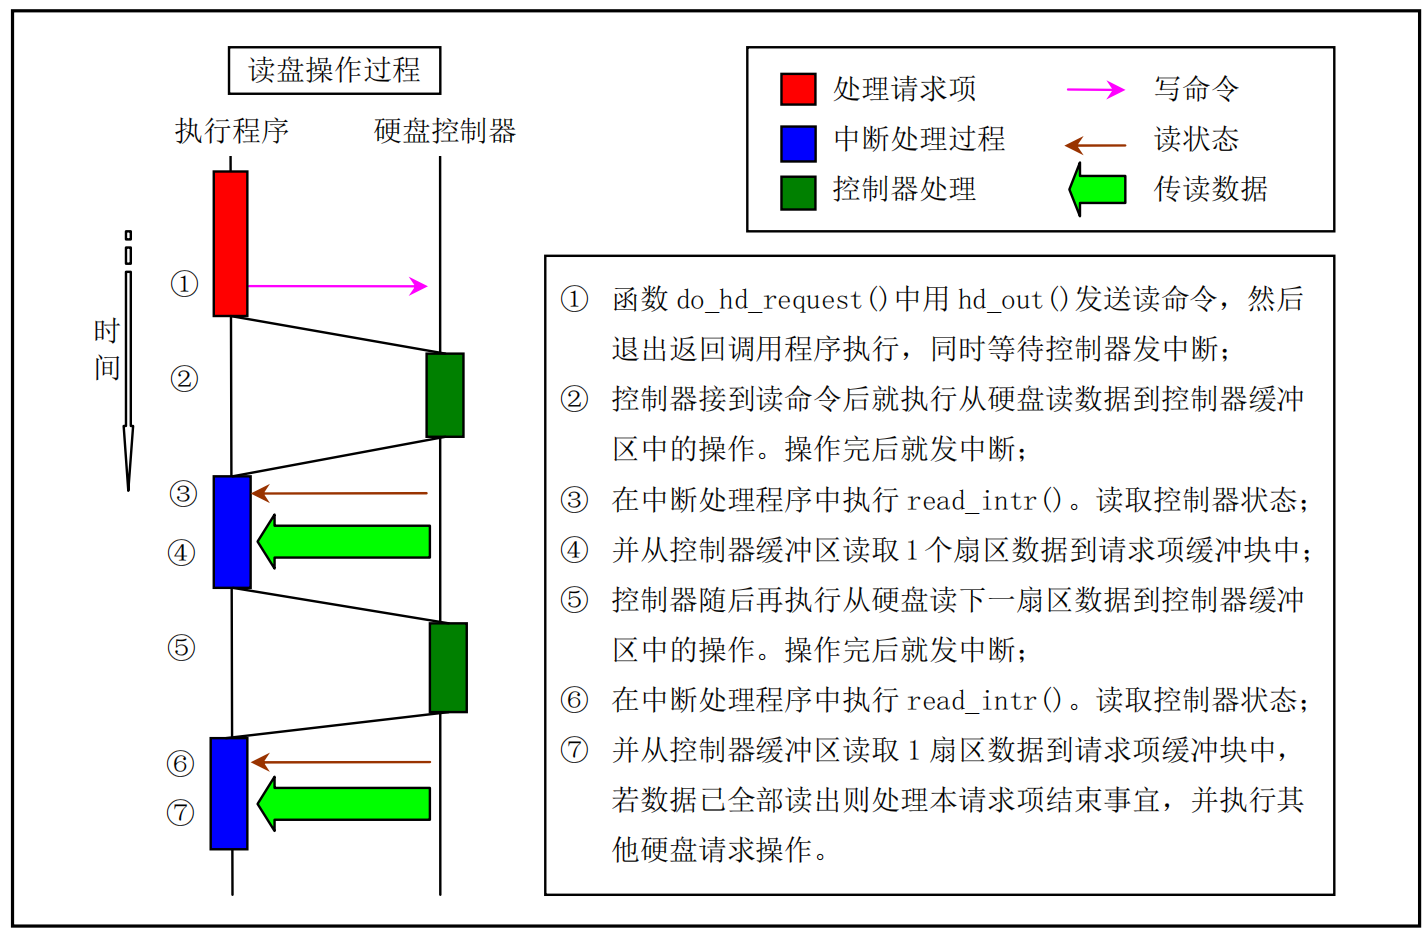 读盘操作过程
执行程序
硬盘控制器
处理请求项
写命令
中断处理过程
读状态
控制器处理
传读数据
时
间
①
②
③
④
⑤
⑥
⑦
① 函数 do_hd_request()中用 hd_out()发送读命令，然后
退出返回调用程序执行，同时等待控制器发中断；
② 控制器接到读命令后就执行从硬盘读数据到控制器缓冲
区中的操作。操作完后就发中断；
③ 在中断处理程序中执行 read_intr()。读取控制器状态；
④ 并从控制器缓冲区读取 1 个扇区数据到请求项缓冲块中；
⑤ 控制器随后再执行从硬盘读下一扇区数据到控制器缓冲
区中的操作。操作完后就发中断；
⑥ 在中断处理程序中执行 read_intr()。读取控制器状态；
⑦ 并从控制器缓冲区读取 1 扇区数据到请求项缓冲块中，
若数据已全部读出则处理本请求项结束事宜，并执行其
他硬盘请求操作。